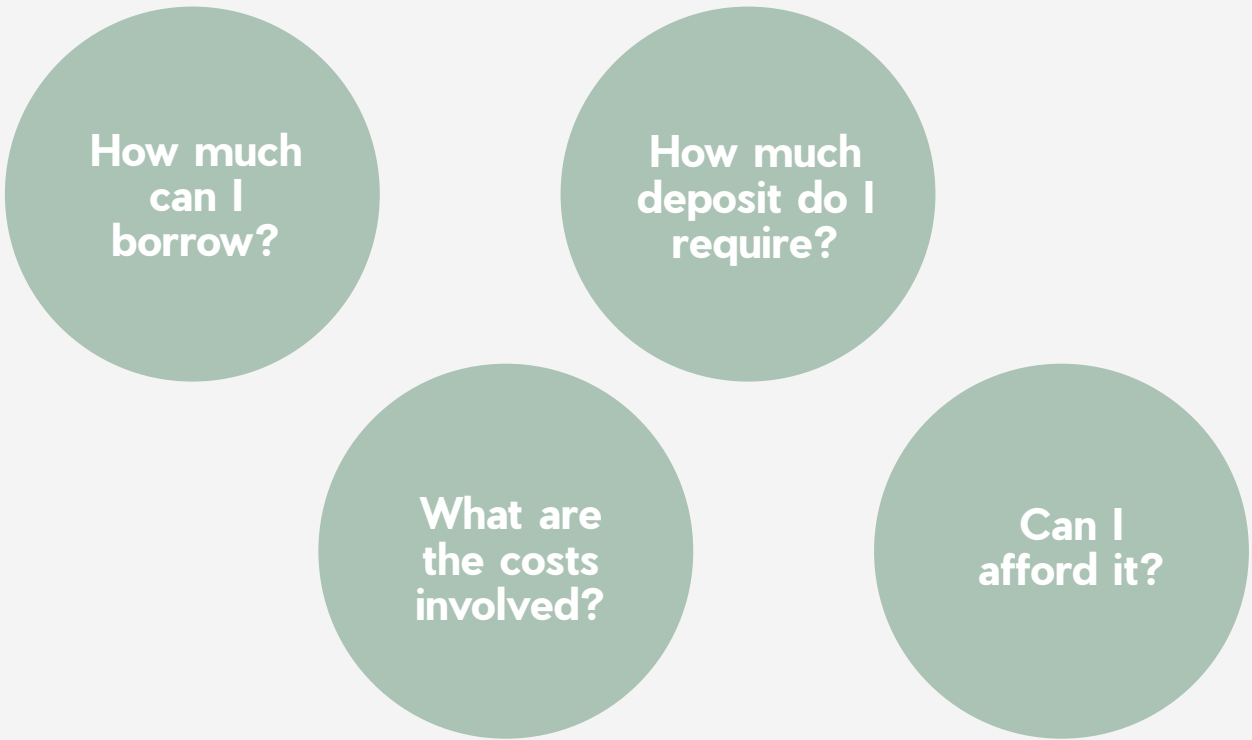 How much
can I
borrow?
How much
deposit do I
require?
What are
the costs
involved?
Can I
afford it?